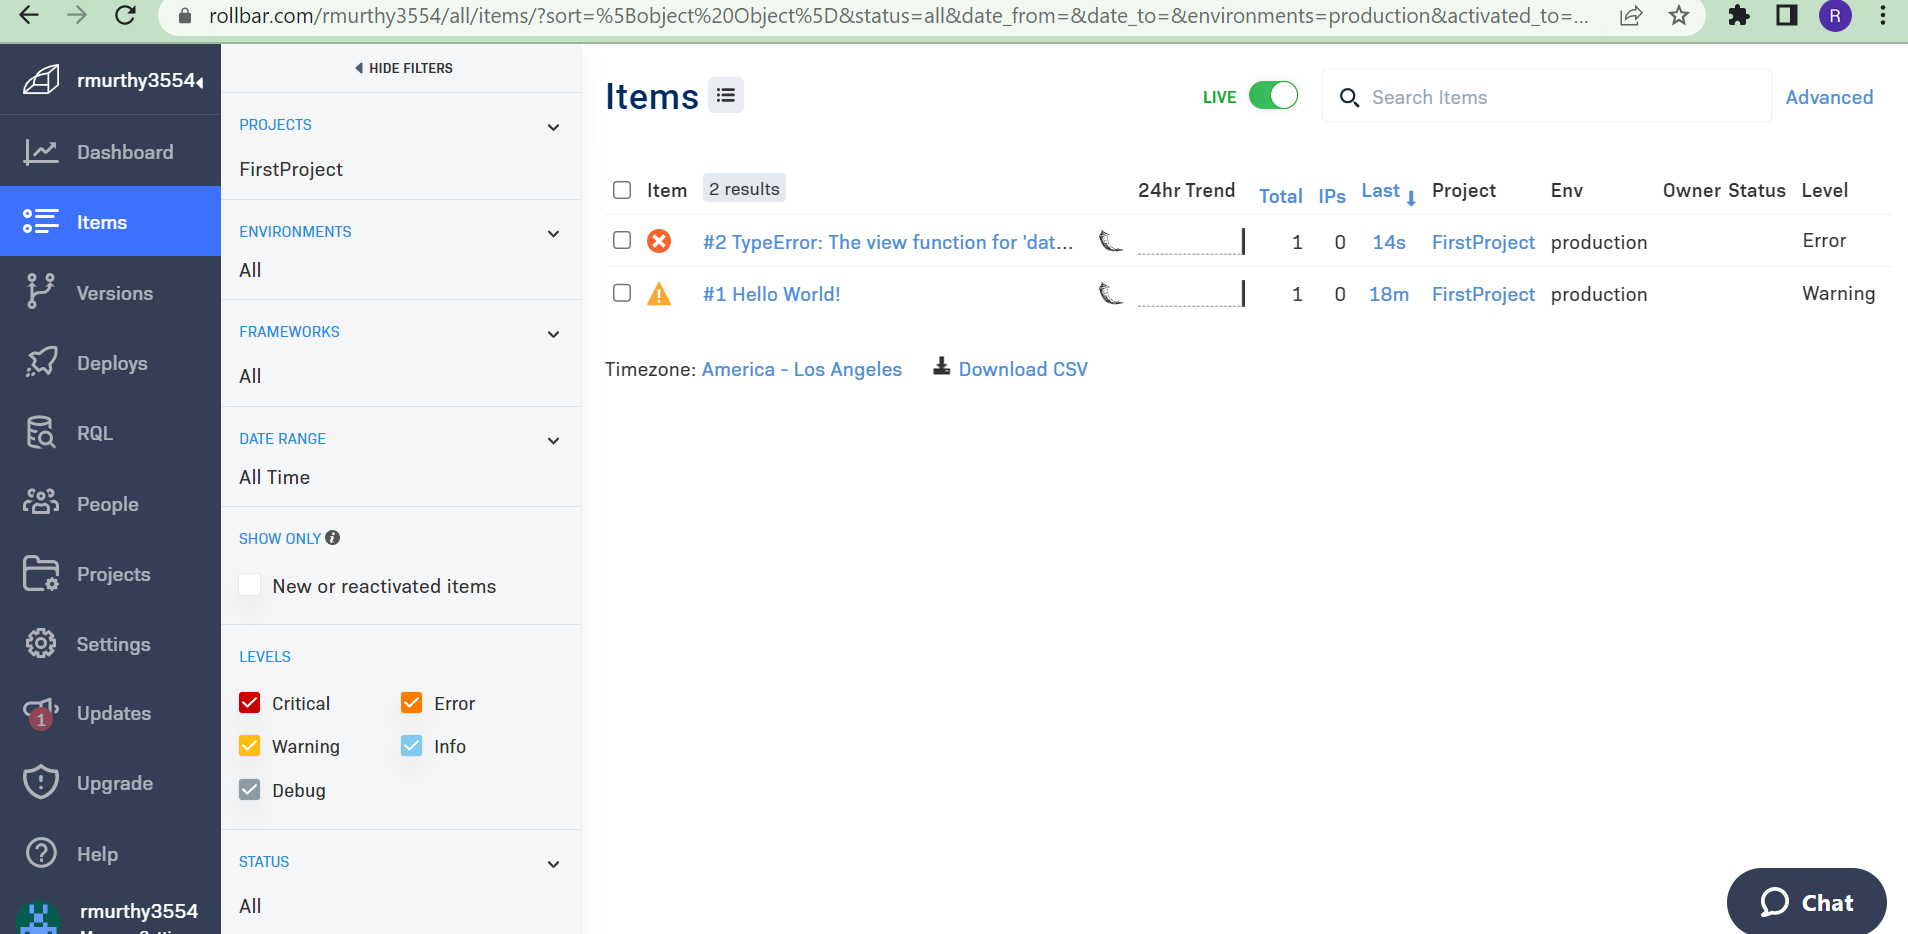 rollbar.com/rmurthy3554/all/items/?sort=%5Bobject%20Object%5D&status=all&date_from=&date_to=&environments=production&activated_to=...
R
rmurthy3554
Dashboard
Items
Versions
Deploys
RQL
People
Projects
Settings
1
Updates
Upgrade
Help
rmurthy3554
HIDE FILTERS
PROJECTS
FirstProject
ENVIRONMENTS
All
FRAMEWORKS
All
DATE RANGE
All Time
SHOW ONLY
New or reactivated items
LEVELS
Critical Error
Warning Info
Debug
STATUS
All
Items
LIVE
Search Items
Advanced
Item 2 results 24hr Trend Total IPs Last Project Env Owner Status Level
#2 TypeError: The view function for 'dat... 1 0 14s FirstProject production Error
#1 Hello World! 1 0 18m FirstProject production Warning
Timezone: America - Los Angeles Download CSV
Chat